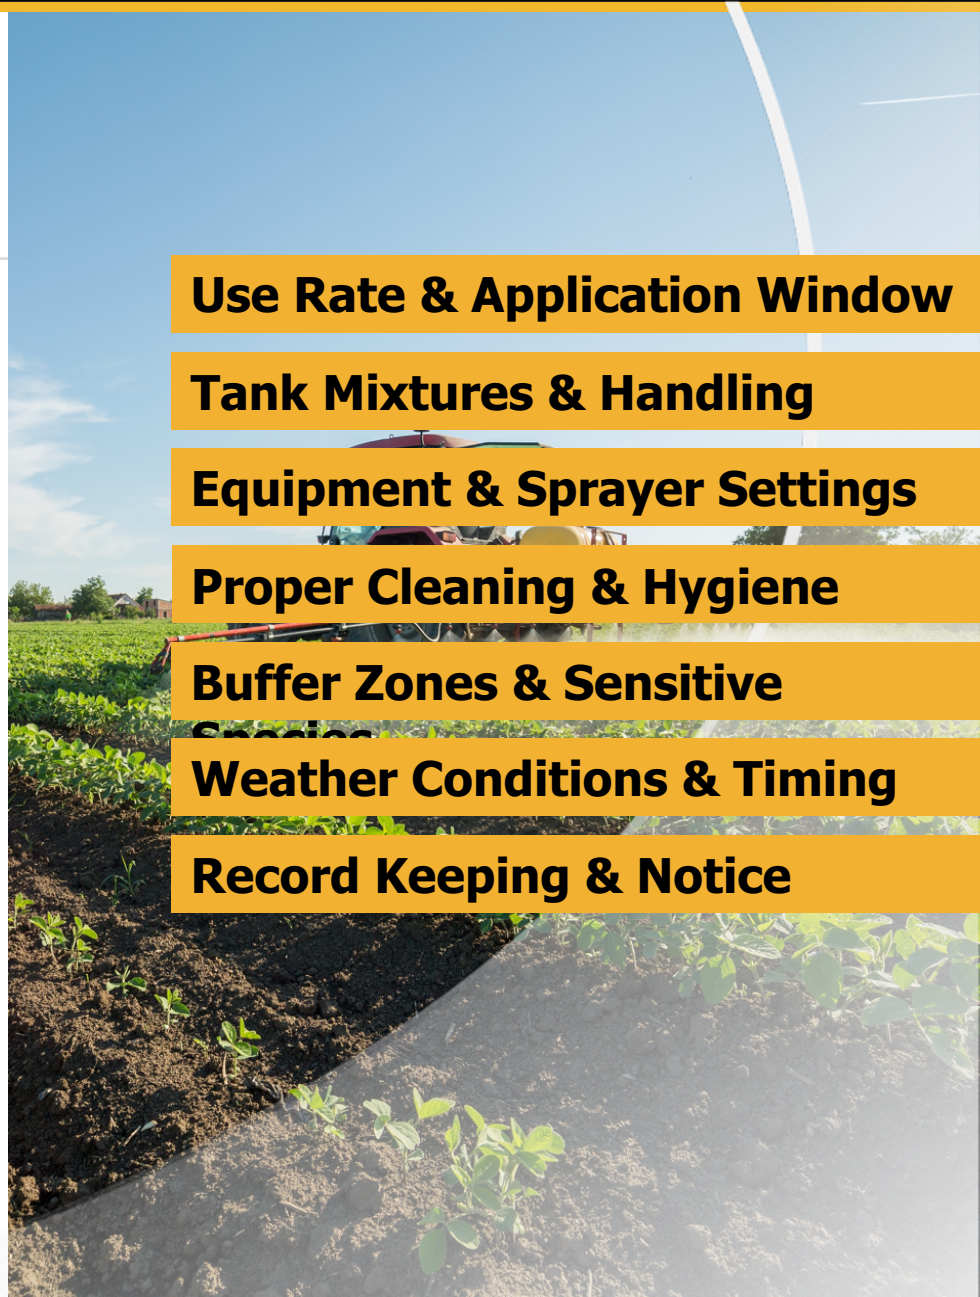 Use Rate & Application Window
Tank Mixtures & Handling
Equipment & Sprayer Settings
Proper Cleaning & Hygiene
Buffer Zones & Sensitive
Species
Weather Conditions & Timing
Record Keeping & Notice